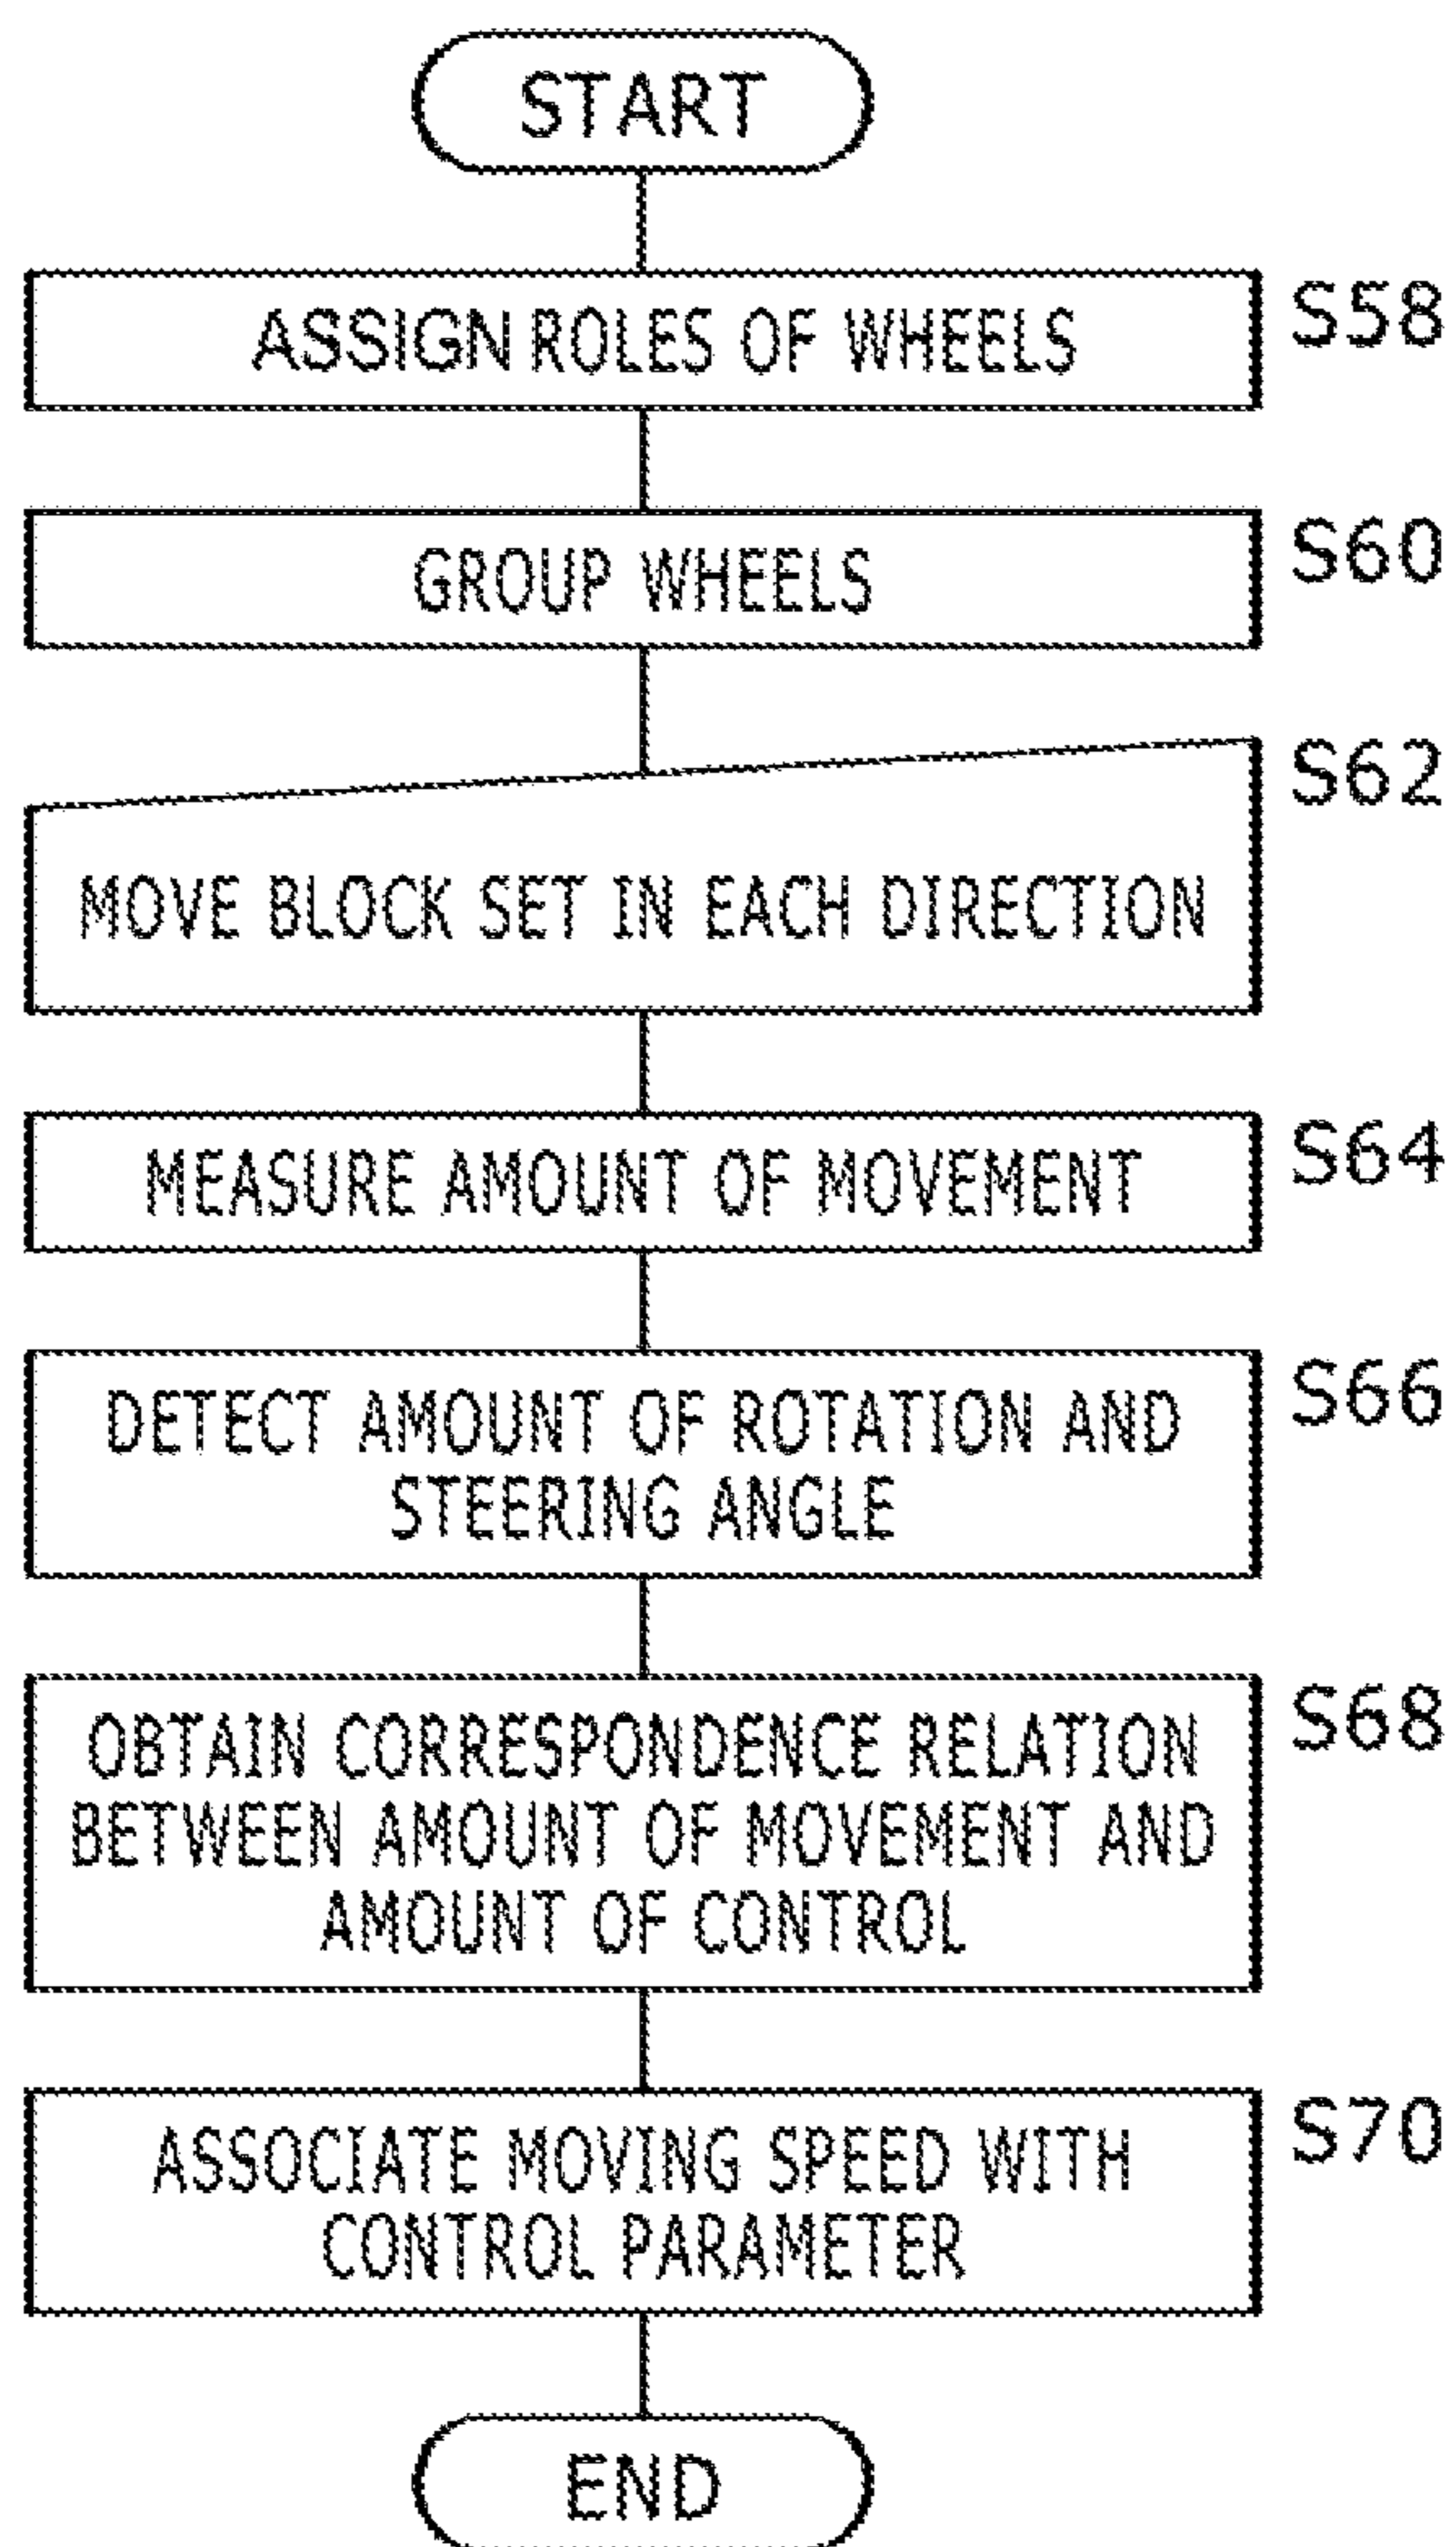 START
ASSIGN ROLES OF WHEELS
S58
GROUP WHEELS
S60
MOVE BLOCK SET IN EACH DIRECTION
S62
MEASURE AMOUNT OF MOVEMENT
S64
DETECT AMOUNT OF ROTATION AND
STEERING ANGLE
S66
OBTAIN CORRESPONDENCE RELATION
BETWEEN AMOUNT OF MOVEMENT AND
AMOUNT OF CONTROL
S68
ASSOCIATE MOVING SPEED WITH
CONTROL PARAMETER
S70
END